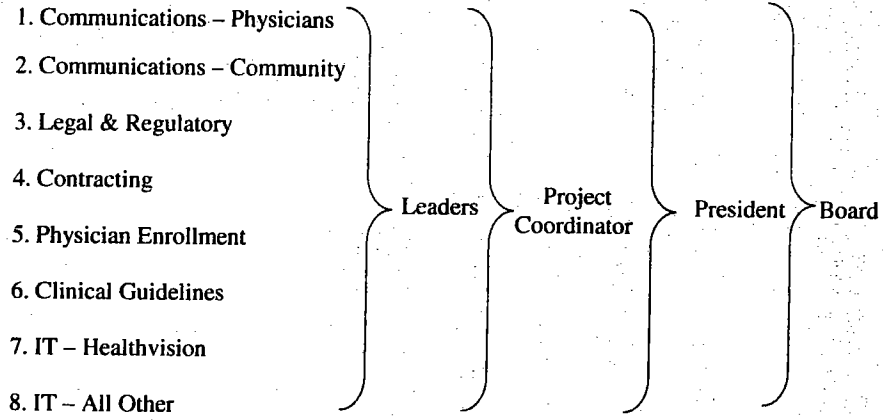 1. Communications – Physicians
2. Communications – Community
3. Legal & Regulatory
4. Contracting
5. Physician Enrollment
6. Clinical Guidelines
7. IT – Healthvision
8. IT – All Other
Leaders
Project
Coordinator
President
Board